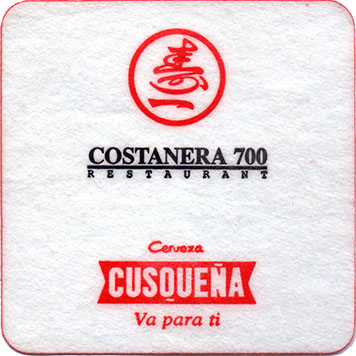 COSTANERA 700
RESTAURANT
Cerveza
CUSQUEÑA
Va para ti